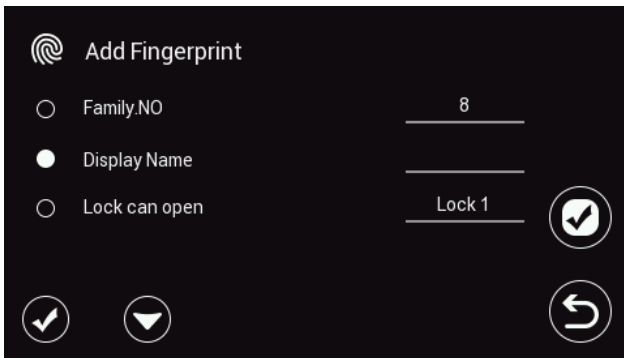 Add Fingerprint
Family.NO 8
Display Name
Lock can open Lock 1